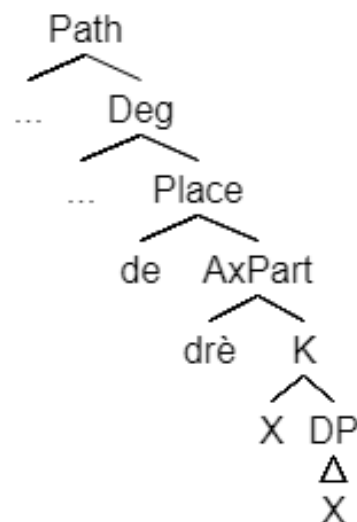 Path
... Deg
... Place
de AxPart
drè K
X DP
X